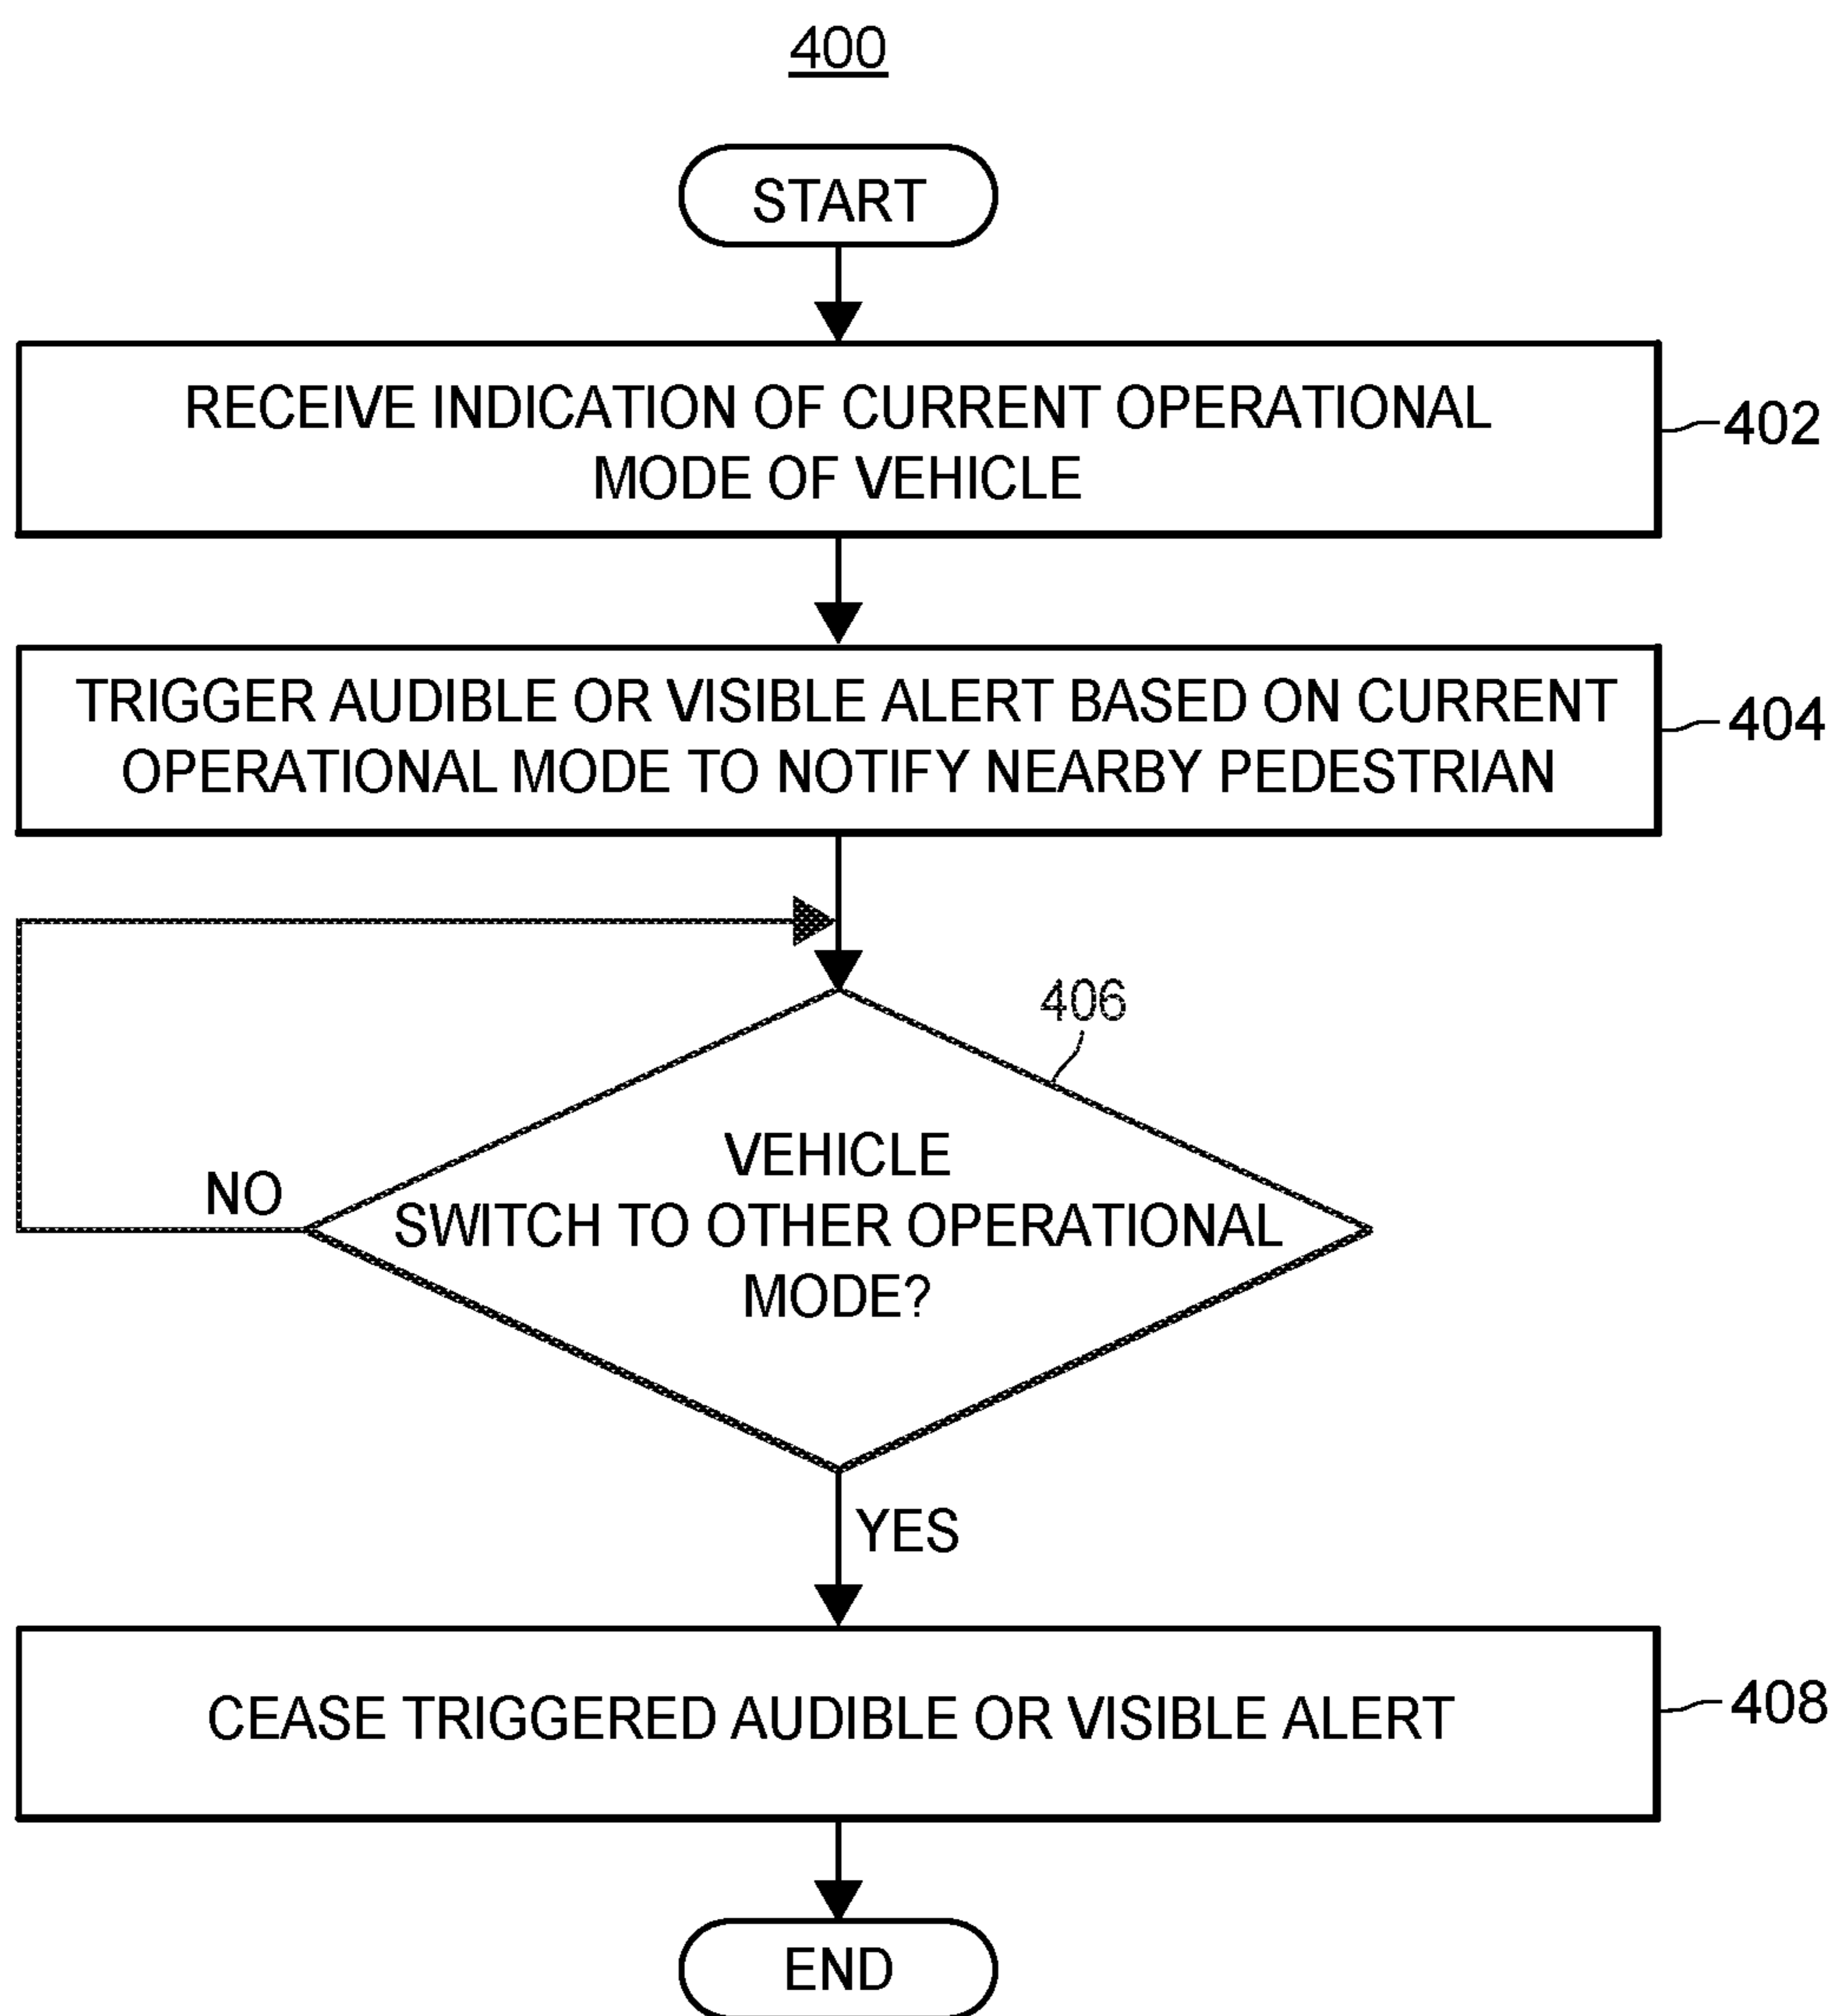 400
START
RECEIVE INDICATION OF CURRENT OPERATIONAL
MODE OF VEHICLE
402
TRIGGER AUDIBLE OR VISIBLE ALERT BASED ON CURRENT
OPERATIONAL MODE TO NOTIFY NEARBY PEDESTRIAN
404
406
VEHICLE
SWITCH TO OTHER OPERATIONAL
MODE?
NO
YES
CEASE TRIGGERED AUDIBLE OR VISIBLE ALERT
408
END